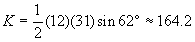 K = 1/2 (12)(31) sin 62° ≈ 164.2